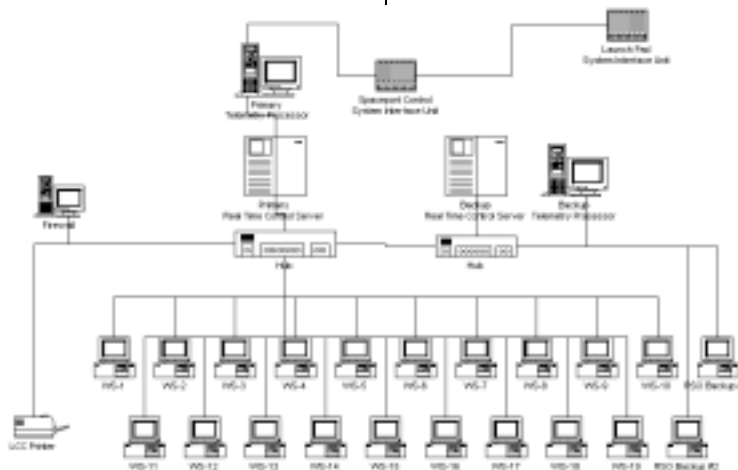 Launch Pad
System Interface Unit
Spaceport Control
System Interface Unit
Primary
Telemetry Processor
Primary
Real Time Control Server
Backup
Real Time Control Server
Backup
Telemetry Processor
Firewall
Hub
Hub
WS-1
WS-2
WS-3
WS-4
WS-5
WS-6
WS-7
WS-8
WS-9
WS-10
RSO Backup
LCC Printer
WS-11
WS-12
WS-13
WS-14
WS-15
WS-16
WS-17
WS-18
WS-19
RSO Backup #2